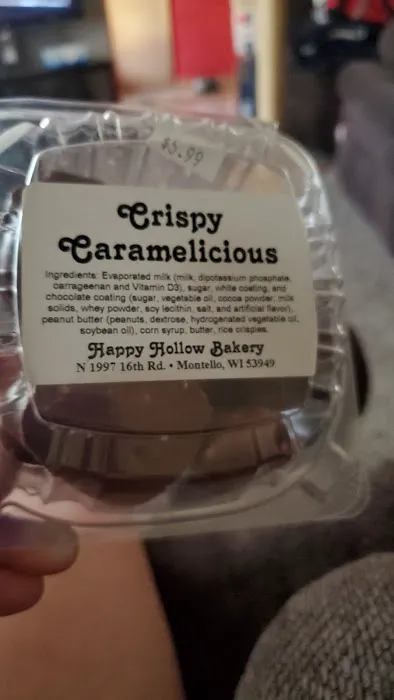 $5.99
Crispy
Caramelicious
Ingredients: Evaporated milk (milk, dipotassium phosphate,
carrageenan and Vitamin D3), sugar, white coating, and
chocolate coating (sugar, vegetable oil, cocoa powder, milk
solids, whey powder, soy lecithin, salt, and artificial flavor),
peanut butter (peanuts, dextrose, hydrogenated vegetable oil,
soybean oil), corn syrup, butter, rice crispies.
Happy Hollow Bakery
N 1997 16th Rd. • Montello, WI 53949